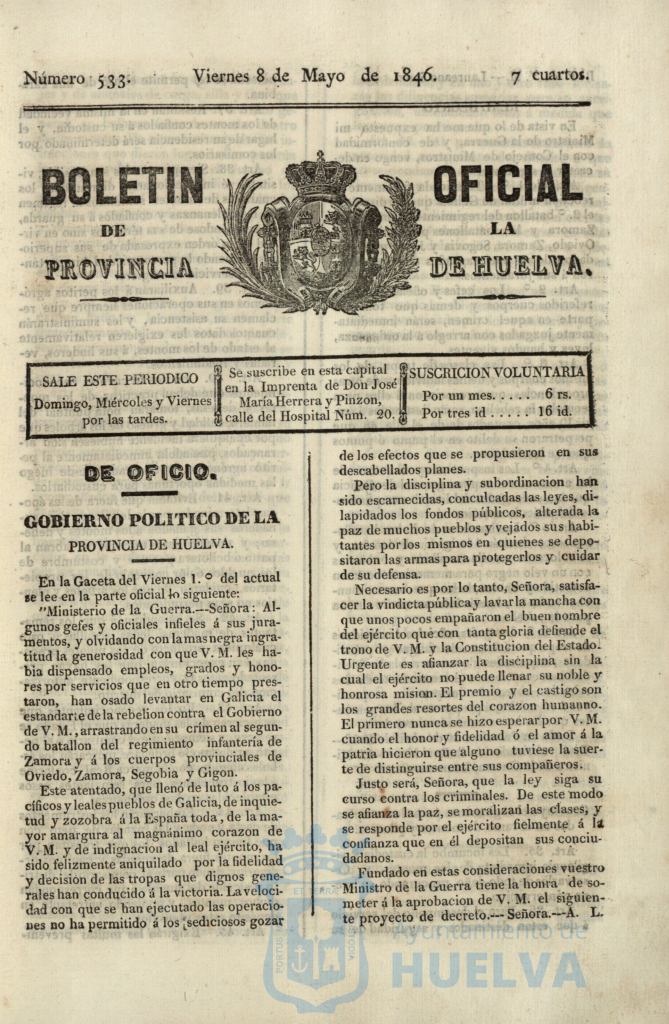 Número 533. Viernes 8 de Mayo de 1846. 7 cuartos.
BOLETIN OFICIAL
DE LA
PROVINCIA DE HUELVA.
SALE ESTE PERIODICO
Domingo, Miércoles y Viernes
por las tardes.
Se suscribe en esta capital
en la Imprenta de Don José
María Herrera y Pinzon,
calle del Hospital Núm. 20.
SUSCRICION VOLUNTARIA
Por un mes. . . . . 6 rs.
Por tres id . . . . . 16 id.
DE OFICIO.
GOBIERNO POLITICO DE LA
PROVINCIA DE HUELVA.
En la Gaceta del Viernes 1.º del actual
se lee en la parte oficial lo siguiente:
"Ministerio de la Guerra.--Señora: Al-
gunos gefes y oficiales infieles á sus jura-
mentos, y olvidando con la mas negra ingra-
titud la generosidad con que V. M. les ha-
bia dispensado empleos, grados y hono-
res por servicios que en otro tiempo pres-
taron, han osado levantar en Galicia el
estandarte de la rebelion contra el Gobierno
de V. M., arrastrando en su crímen al segun-
do batallon del regimiento infantería de
Zamora y á los cuerpos provinciales de
Oviedo, Zamora, Segobia y Gigon.
Este atentado, que llenó de luto á los pa-
cíficos y leales pueblos de Galicia, de inquie-
tud y zozobra á la España toda, de la ma-
yor amargura al magnánimo corazon de
V. M. y de indignacion al leal ejército, ha
sido felizmente aniquilado por la fidelidad
y decision de las tropas que dignos gene-
rales han conducido á la victoria. La veloci-
dad con que se han ejecutado las operacio-
nes no ha permitido á los sediciosos gozar
de los efectos que se propusieron en sus
descabellados planes.
Pero la disciplina y subordinacion han
sido escarnecidas, conculcadas las leyes, di-
lapidados los fondos públicos, alterada la
paz de muchos pueblos y vejados sus habi-
tantes por los mismos en quienes se depo-
sitaron las armas para protegerlos y cuidar
de su defensa.
Necesario es por lo tanto, Señora, satisfa-
cer la vindicta pública y lavar la mancha con
que unos pocos empañaron el buen nombre
del ejército que con tanta gloria defiende el
trono de V. M. y la Constitucion del Estado.
Urgente es afianzar la disciplina sin la
cual el ejército no puede llenar su noble y
honrosa mision. El premio y el castigo son
los grandes resortes del corazon humanno.
El primero nunca se hizo esperar por V. M.
cuando el honor y fidelidad ó el amor á la
patria hicieron que alguno tuviese la suer-
te de distinguirse entre sus compañeros.
Justo será, Señora, que la ley siga su
curso contra los criminales. De este modo
se afianza la paz, se moralizan las clases, y
se responde por el ejército fielmente á la
confianza que en él depositan sus conciu-
dadanos.
Fundado en estas consideraciones vuestro
Ministro de la Guerra tiene la honra de so-
meter á la aprobacion de V. M. el siguien-
te proyecto de decreto.--- Señora.--A. L.
Ayuntamiento de
HUELVA